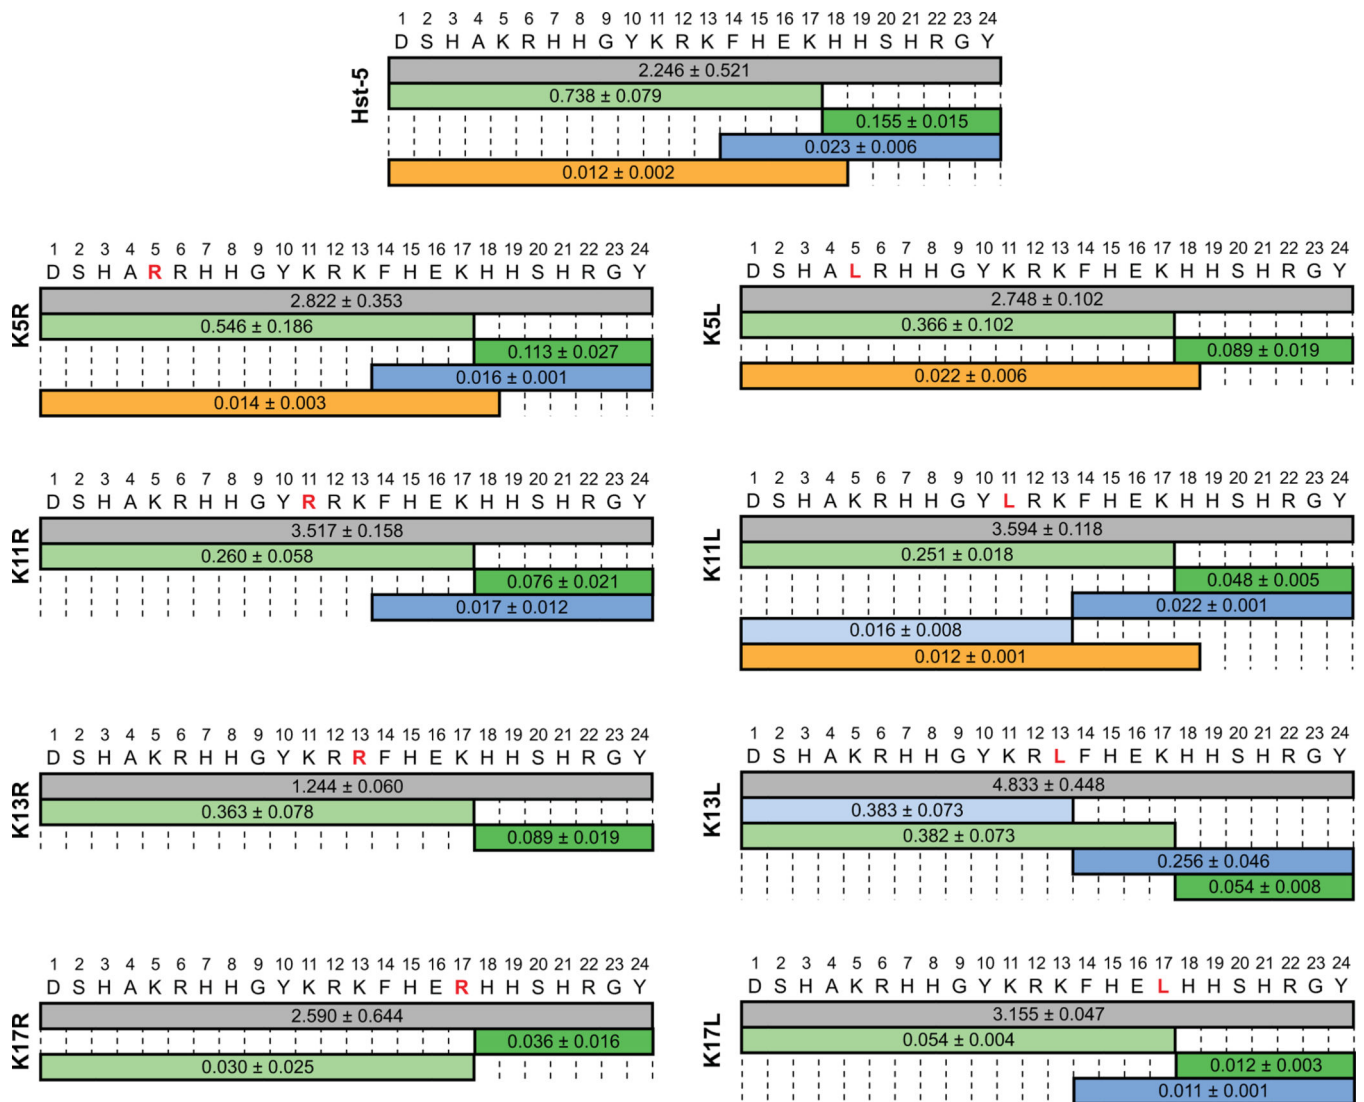 1 2 3 4 5 6 7 8 9 10 11 12 13 14 15 16 17 18 19 20 21 22 23 24
D S H A K R H H G Y K R K F H E K H H S H R G Y
Hst-5
2.246 ± 0.521
0.738 ± 0.079
0.155 ± 0.015
0.023 ± 0.006
0.012 ± 0.002
1 2 3 4 5 6 7 8 9 10 11 12 13 14 15 16 17 18 19 20 21 22 23 24
D S H A R R H H G Y K R K F H E K H H S H R G Y
K5R
2.822 ± 0.353
0.546 ± 0.186
0.113 ± 0.027
0.016 ± 0.001
0.014 ± 0.003
1 2 3 4 5 6 7 8 9 10 11 12 13 14 15 16 17 18 19 20 21 22 23 24
D S H A L R H H G Y K R K F H E K H H S H R G Y
K5L
2.748 ± 0.102
0.366 ± 0.102
0.089 ± 0.019
0.022 ± 0.006
1 2 3 4 5 6 7 8 9 10 11 12 13 14 15 16 17 18 19 20 21 22 23 24
D S H A K R H H G Y R R K F H E K H H S H R G Y
K11R
3.517 ± 0.158
0.260 ± 0.058
0.076 ± 0.021
0.017 ± 0.012
1 2 3 4 5 6 7 8 9 10 11 12 13 14 15 16 17 18 19 20 21 22 23 24
D S H A K R H H G Y L R K F H E K H H S H R G Y
K11L
3.594 ± 0.118
0.251 ± 0.018
0.048 ± 0.005
0.022 ± 0.001
0.016 ± 0.008
0.012 ± 0.001
1 2 3 4 5 6 7 8 9 10 11 12 13 14 15 16 17 18 19 20 21 22 23 24
D S H A K R H H G Y K R R F H E K H H S H R G Y
K13R
1.244 ± 0.060
0.363 ± 0.078
0.089 ± 0.019
1 2 3 4 5 6 7 8 9 10 11 12 13 14 15 16 17 18 19 20 21 22 23 24
D S H A K R H H G Y K R L F H E K H H S H R G Y
K13L
4.833 ± 0.448
0.383 ± 0.073
0.382 ± 0.073
0.256 ± 0.046
0.054 ± 0.008
1 2 3 4 5 6 7 8 9 10 11 12 13 14 15 16 17 18 19 20 21 22 23 24
D S H A K R H H G Y K R K F H E R H H S H R G Y
K17R
2.590 ± 0.644
0.036 ± 0.016
0.030 ± 0.025
1 2 3 4 5 6 7 8 9 10 11 12 13 14 15 16 17 18 19 20 21 22 23 24
D S H A K R H H G Y K R K F H E L H H S H R G Y
K17L
3.155 ± 0.047
0.054 ± 0.004
0.012 ± 0.003
0.011 ± 0.001